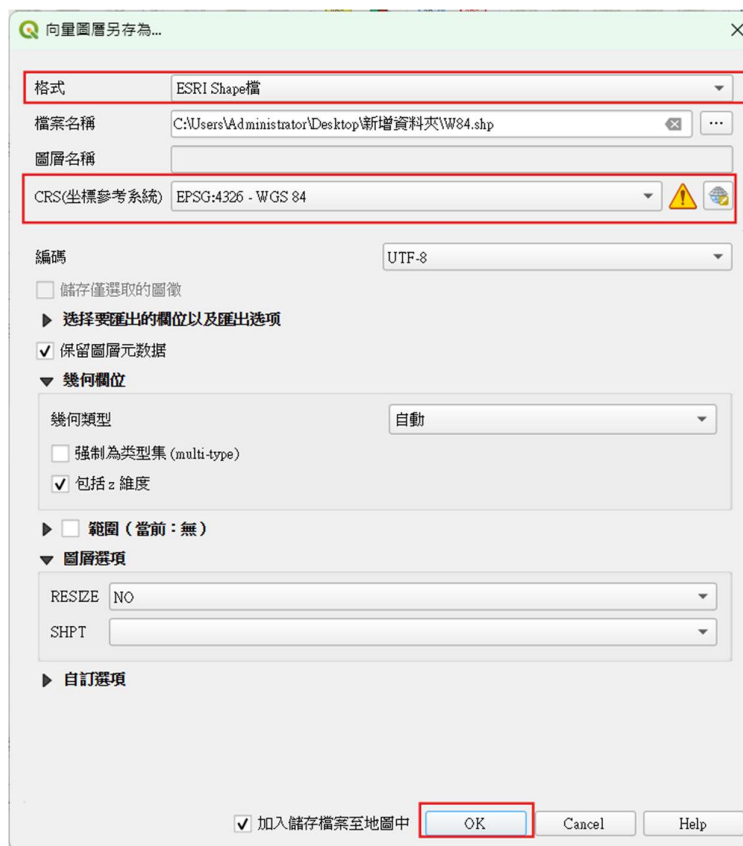 向量圖層另存為...
格式 ESRI Shape檔
檔案名稱 C:\Users\Administrator\Desktop\新增資料夾\W84.shp ...
圖層名稱
CRS(坐標參考系統) EPSG:4326 - WGS 84
編碼 UTF-8
儲存僅選取的圖徵
选择要匯出的欄位以及匯出选项
保留圖層元数据
幾何欄位
幾何類型 自動
强制為类型集 (multi-type)
包括 z 維度
範圍（當前：無）
圖層選項
RESIZE NO
SHPT
自訂選項
加入儲存檔案至地圖中 OK Cancel Help